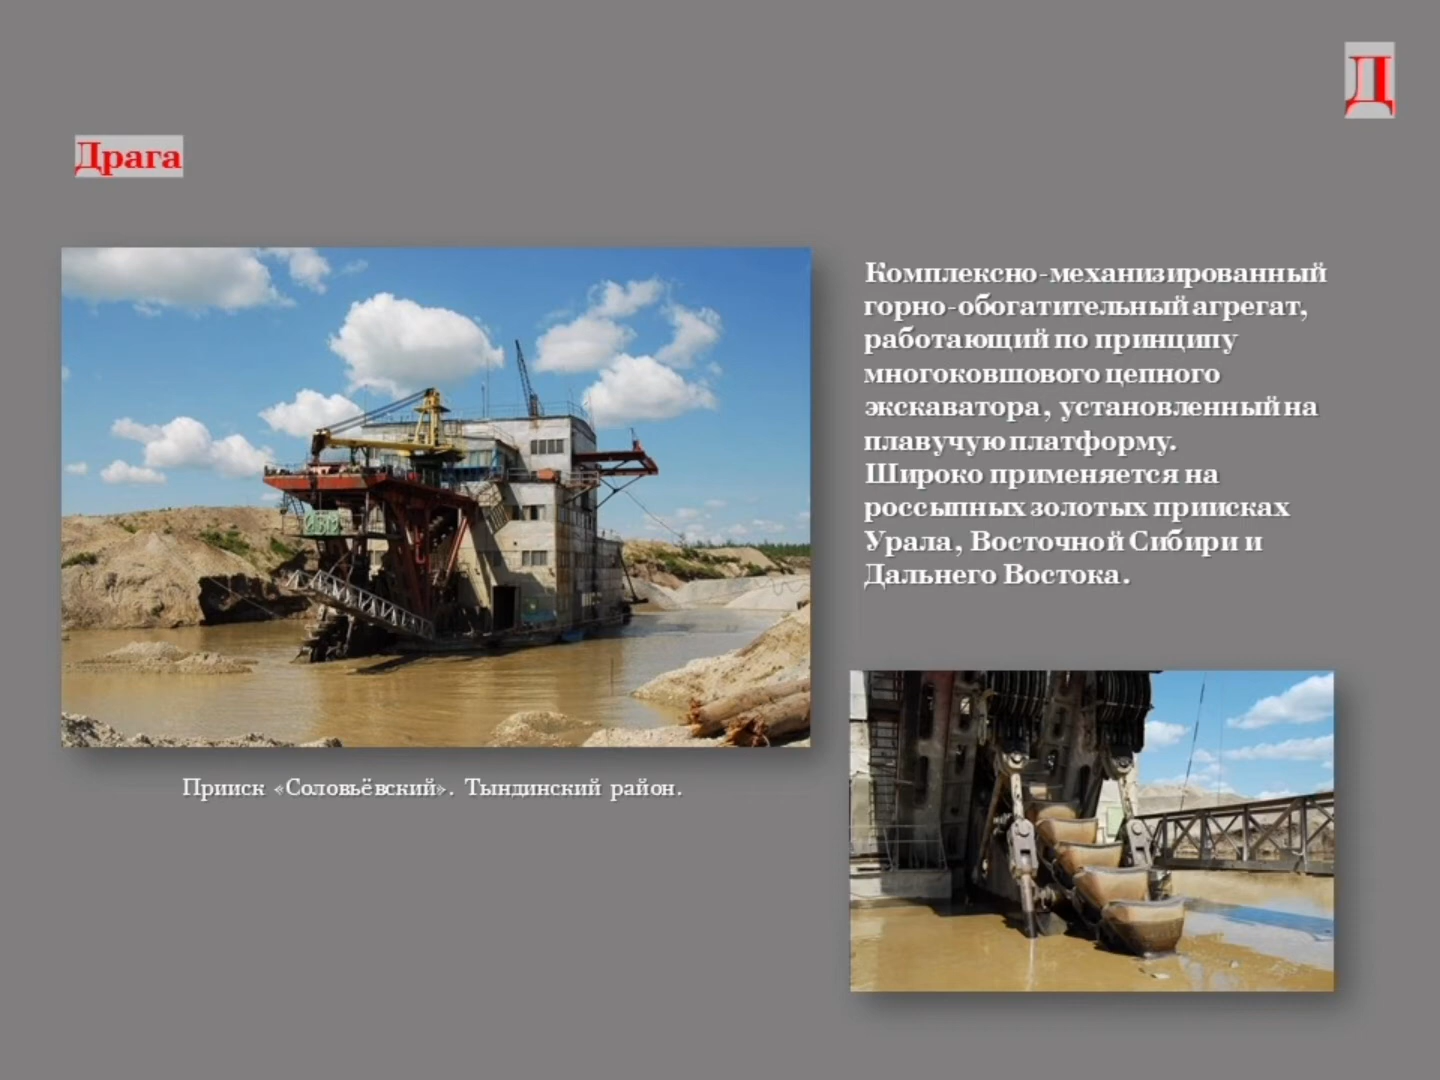 Д
Драга
Комплексно-механизированный
горно-обогатительный агрегат,
работающий по принципу
многоковшового цепного
экскаватора, установленный на
плавучую платформу.
Широко применяется на
россыпных золотых приисках
Урала, Восточной Сибири и
Дальнего Востока.
Прииск «Соловьёвский». Тындинский район.